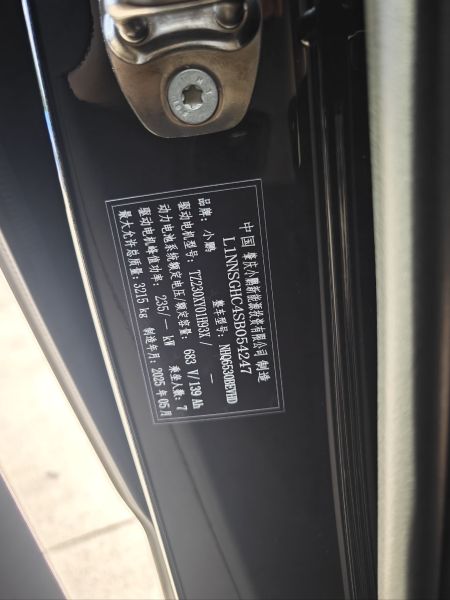 中国 肇庆小鹏新能源投资有限公司 制造
L1NNSGHC4SB054247
品牌：小鹏 整车型号：NHQ6530BEVHD
驱动电机型号：TZ230XY01H93X/ —
动力电池系统额定电压/额定容量：683 V/139 Ah
驱动电机峰值功率：235/— kW 乘坐人数：7
最大允许总质量：3215 kg 制造年月：2025 年 05 月